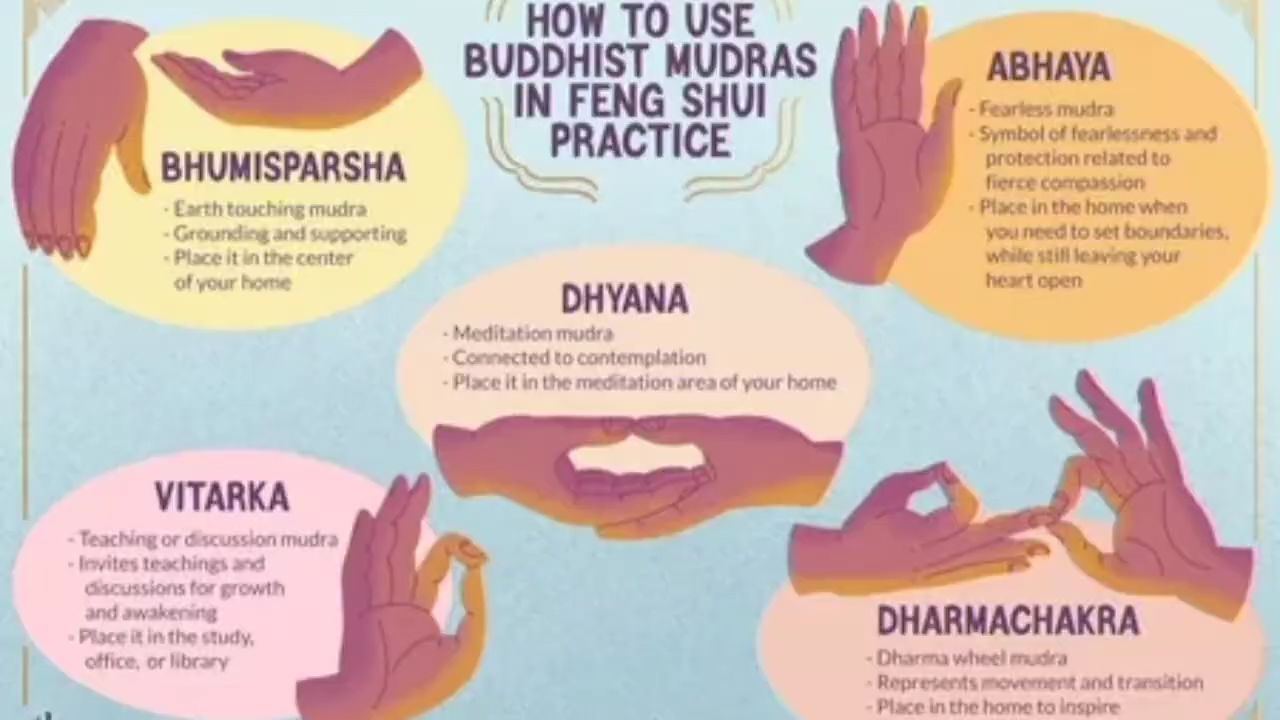 HOW TO USE
BUDDHIST MUDRAS
IN FENG SHUI
PRACTICE
BHUMISPARSHA
- Earth touching mudra
- Grounding and supporting
- Place it in the center
of your home
ABHAYA
- Fearless mudra
- Symbol of fearlessness and
protection related to
fierce compassion
- Place in the home when
you need to set boundaries,
while still leaving your
heart open
DHYANA
- Meditation mudra
- Connected to contemplation
- Place it in the meditation area of your home
VITARKA
- Teaching or discussion mudra
- Invites teachings and
discussions for growth
and awakening
- Place it in the study,
office, or library
DHARMACHAKRA
- Dharma wheel mudra
- Represents movement and transition
- Place in the home to inspire